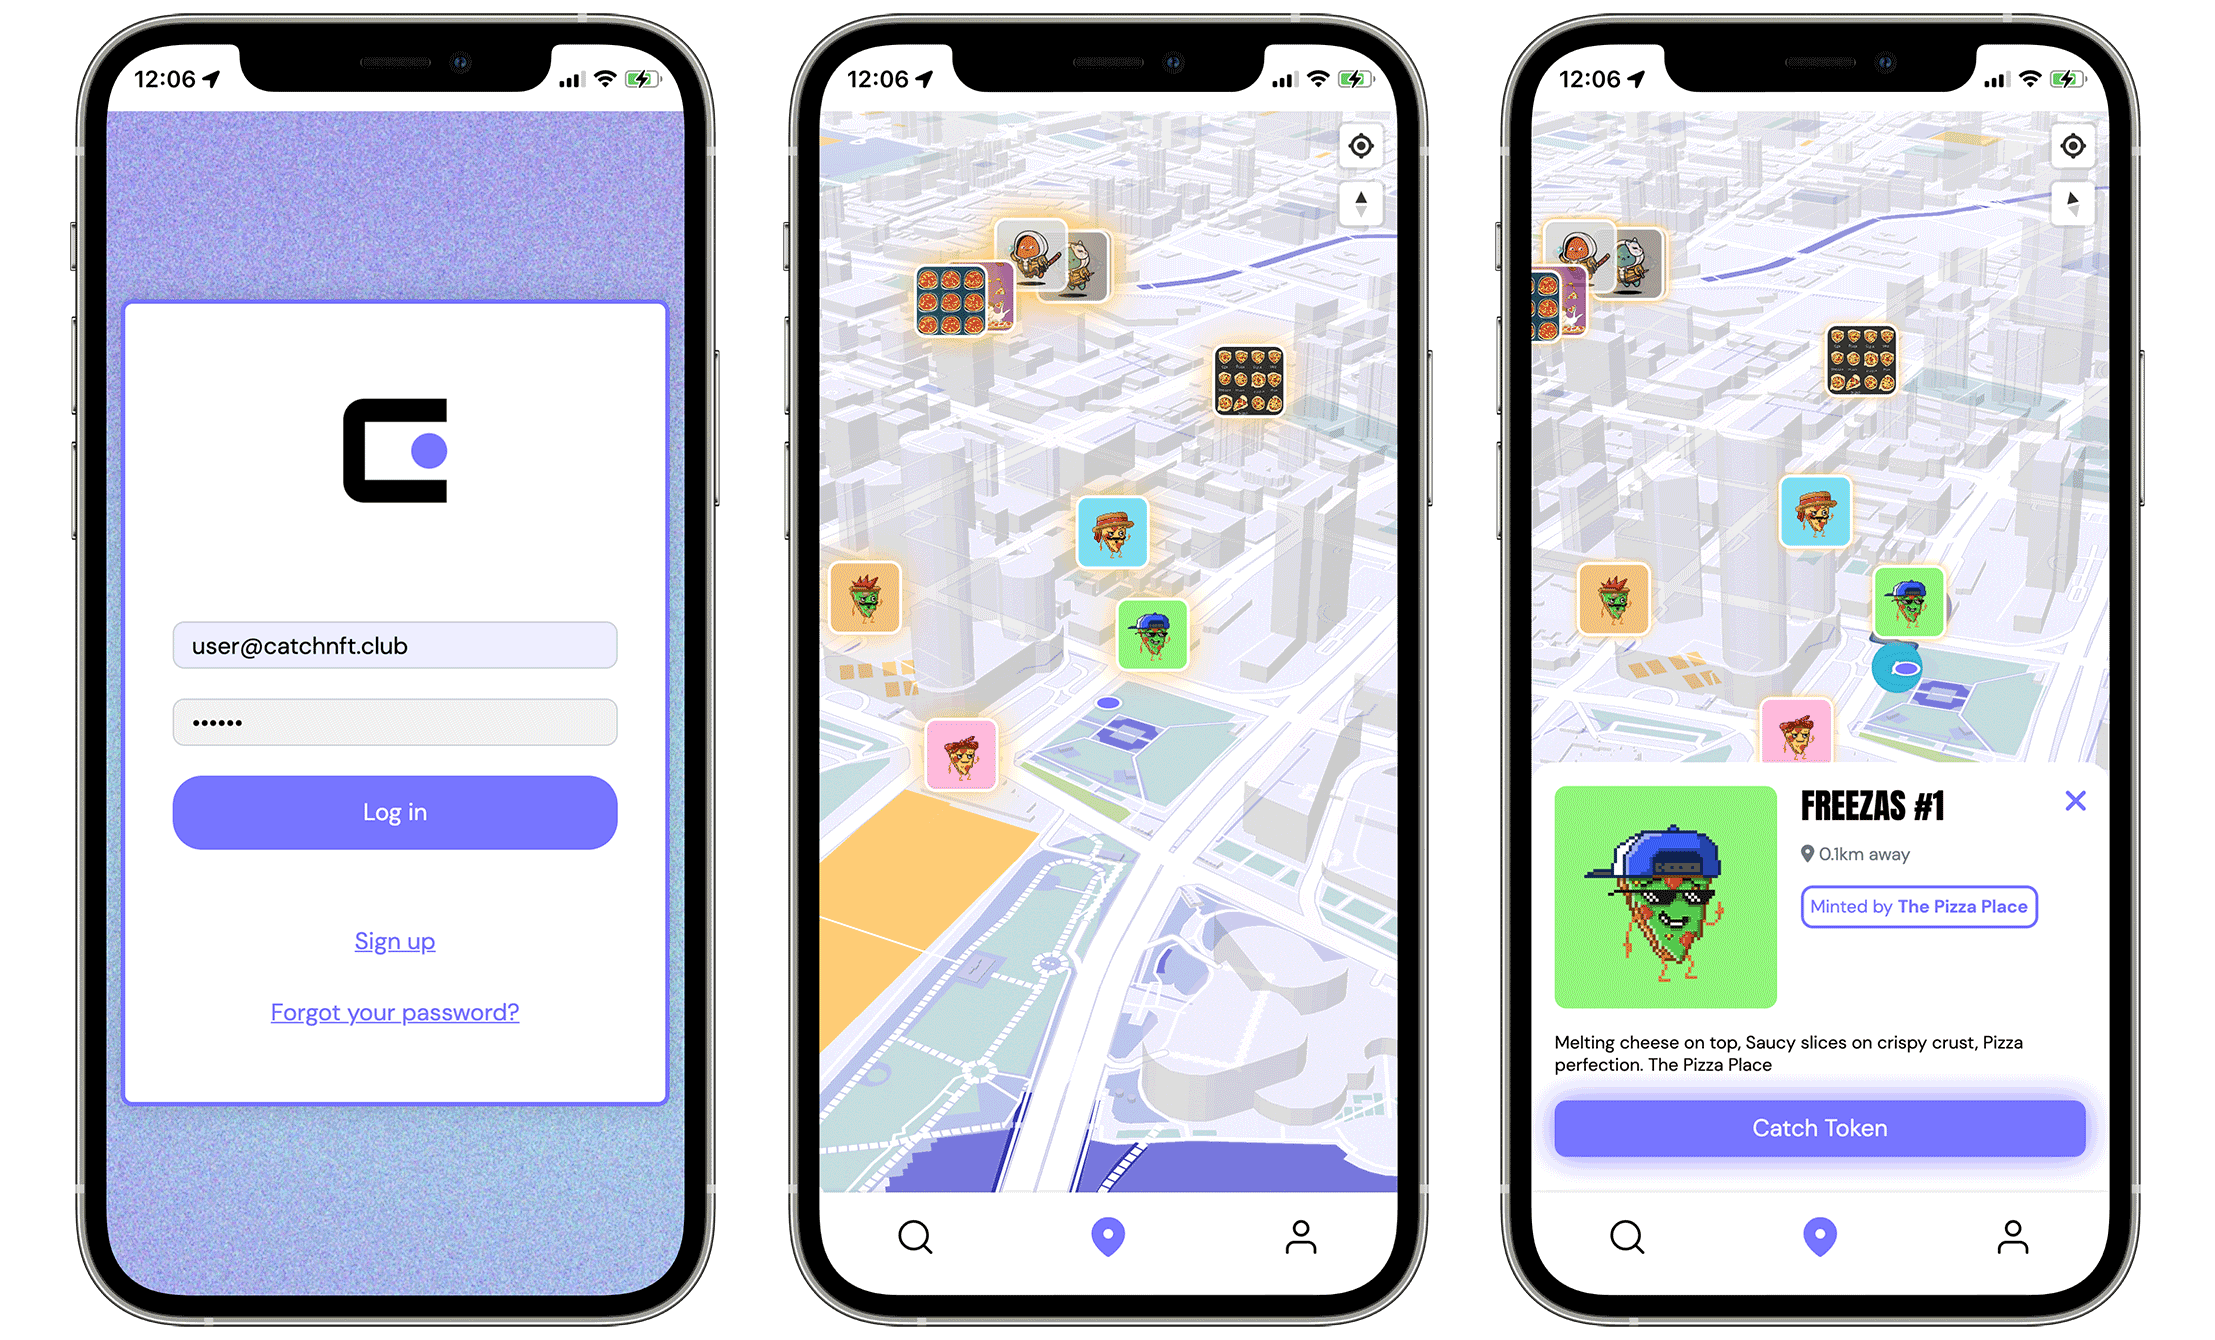 12:06
user@catchnft.club
••••••
Log in
Sign up
Forgot your password?
12:06
12:06
FREEZAS #1
0.1km away
Minted by The Pizza Place
Melting cheese on top, Saucy slices on crispy crust, Pizza
perfection. The Pizza Place
Catch Token